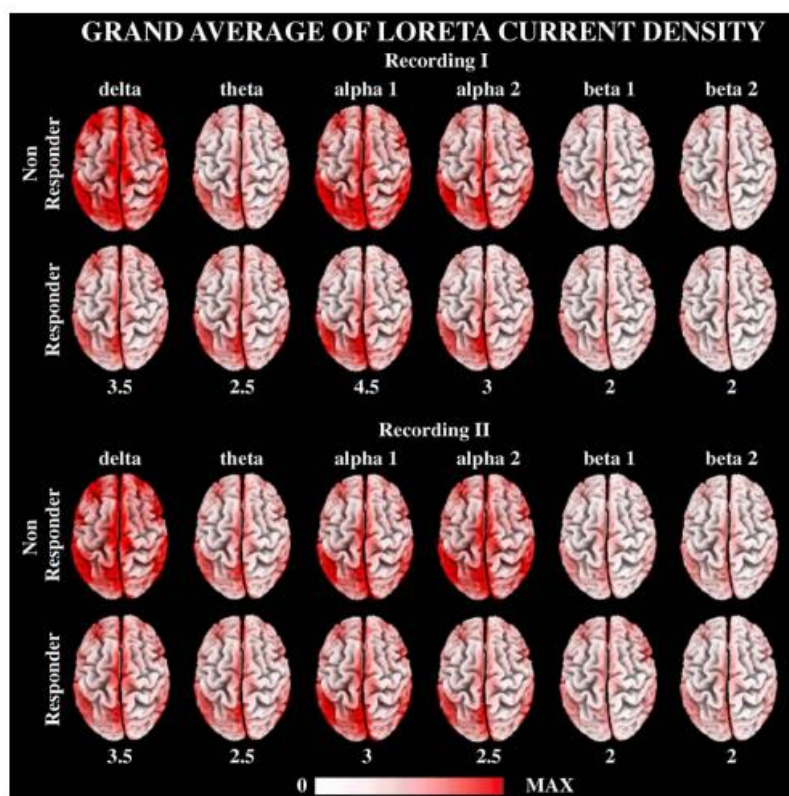 GRAND AVERAGE OF LORETA CURRENT DENSITY
Recording I
delta theta alpha 1 alpha 2 beta 1 beta 2
Non
Responder
Responder
3.5 2.5 4.5 3 2 2
Recording II
delta theta alpha 1 alpha 2 beta 1 beta 2
Non
Responder
Responder
3.5 2.5 3 2.5 2 2
0 MAX